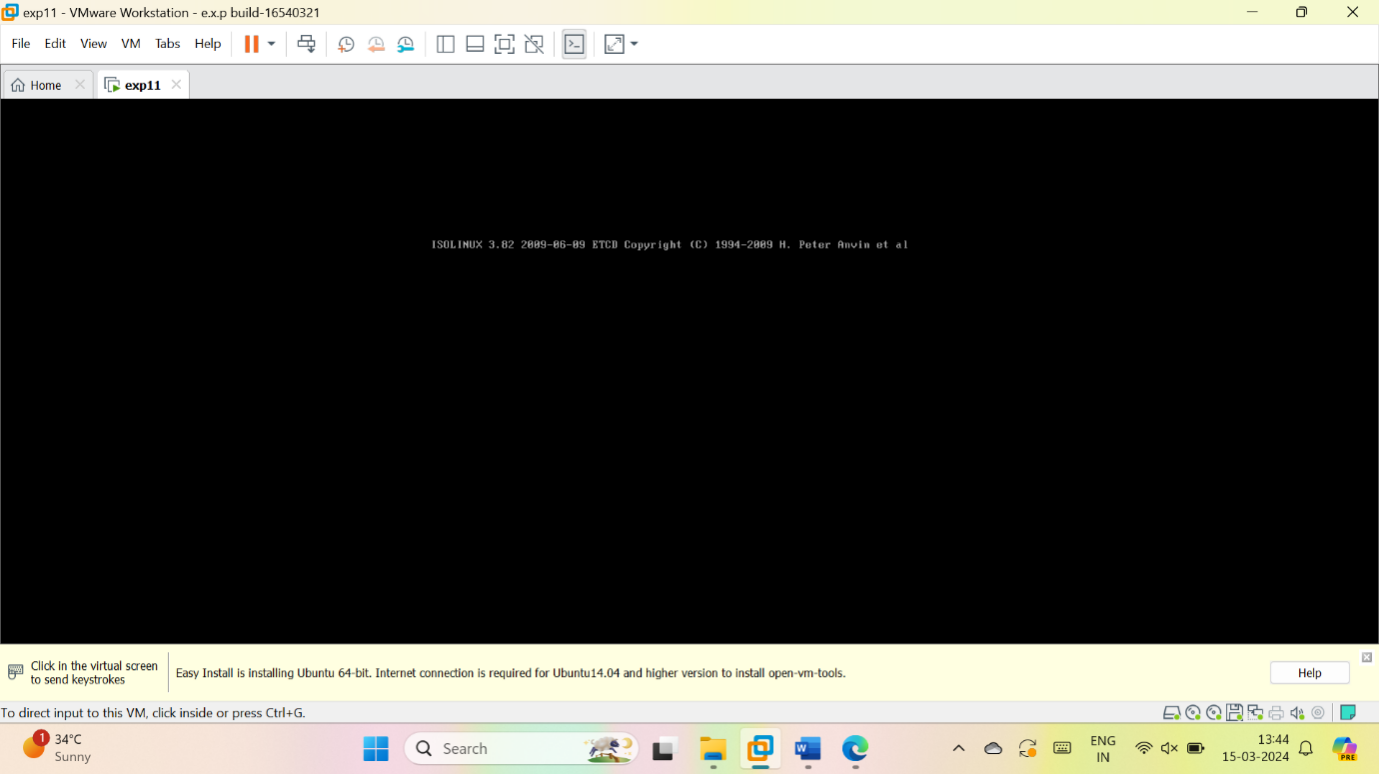 exp11 - VMware Workstation - e.x.p build-16540321
File Edit View VM Tabs Help
Home
exp11
ISOLINUX 3.82 2009-06-09 ETCD Copyright (C) 1994-2009 H. Peter Anvin et al
Click in the virtual screen
to send keystrokes
Easy Install is installing Ubuntu 64-bit. Internet connection is required for Ubuntu14.04 and higher version to install open-vm-tools.
Help
To direct input to this VM, click inside or press Ctrl+G.
1
34°C
Sunny
Search
ENG
IN
13:44
15-03-2024
PRE